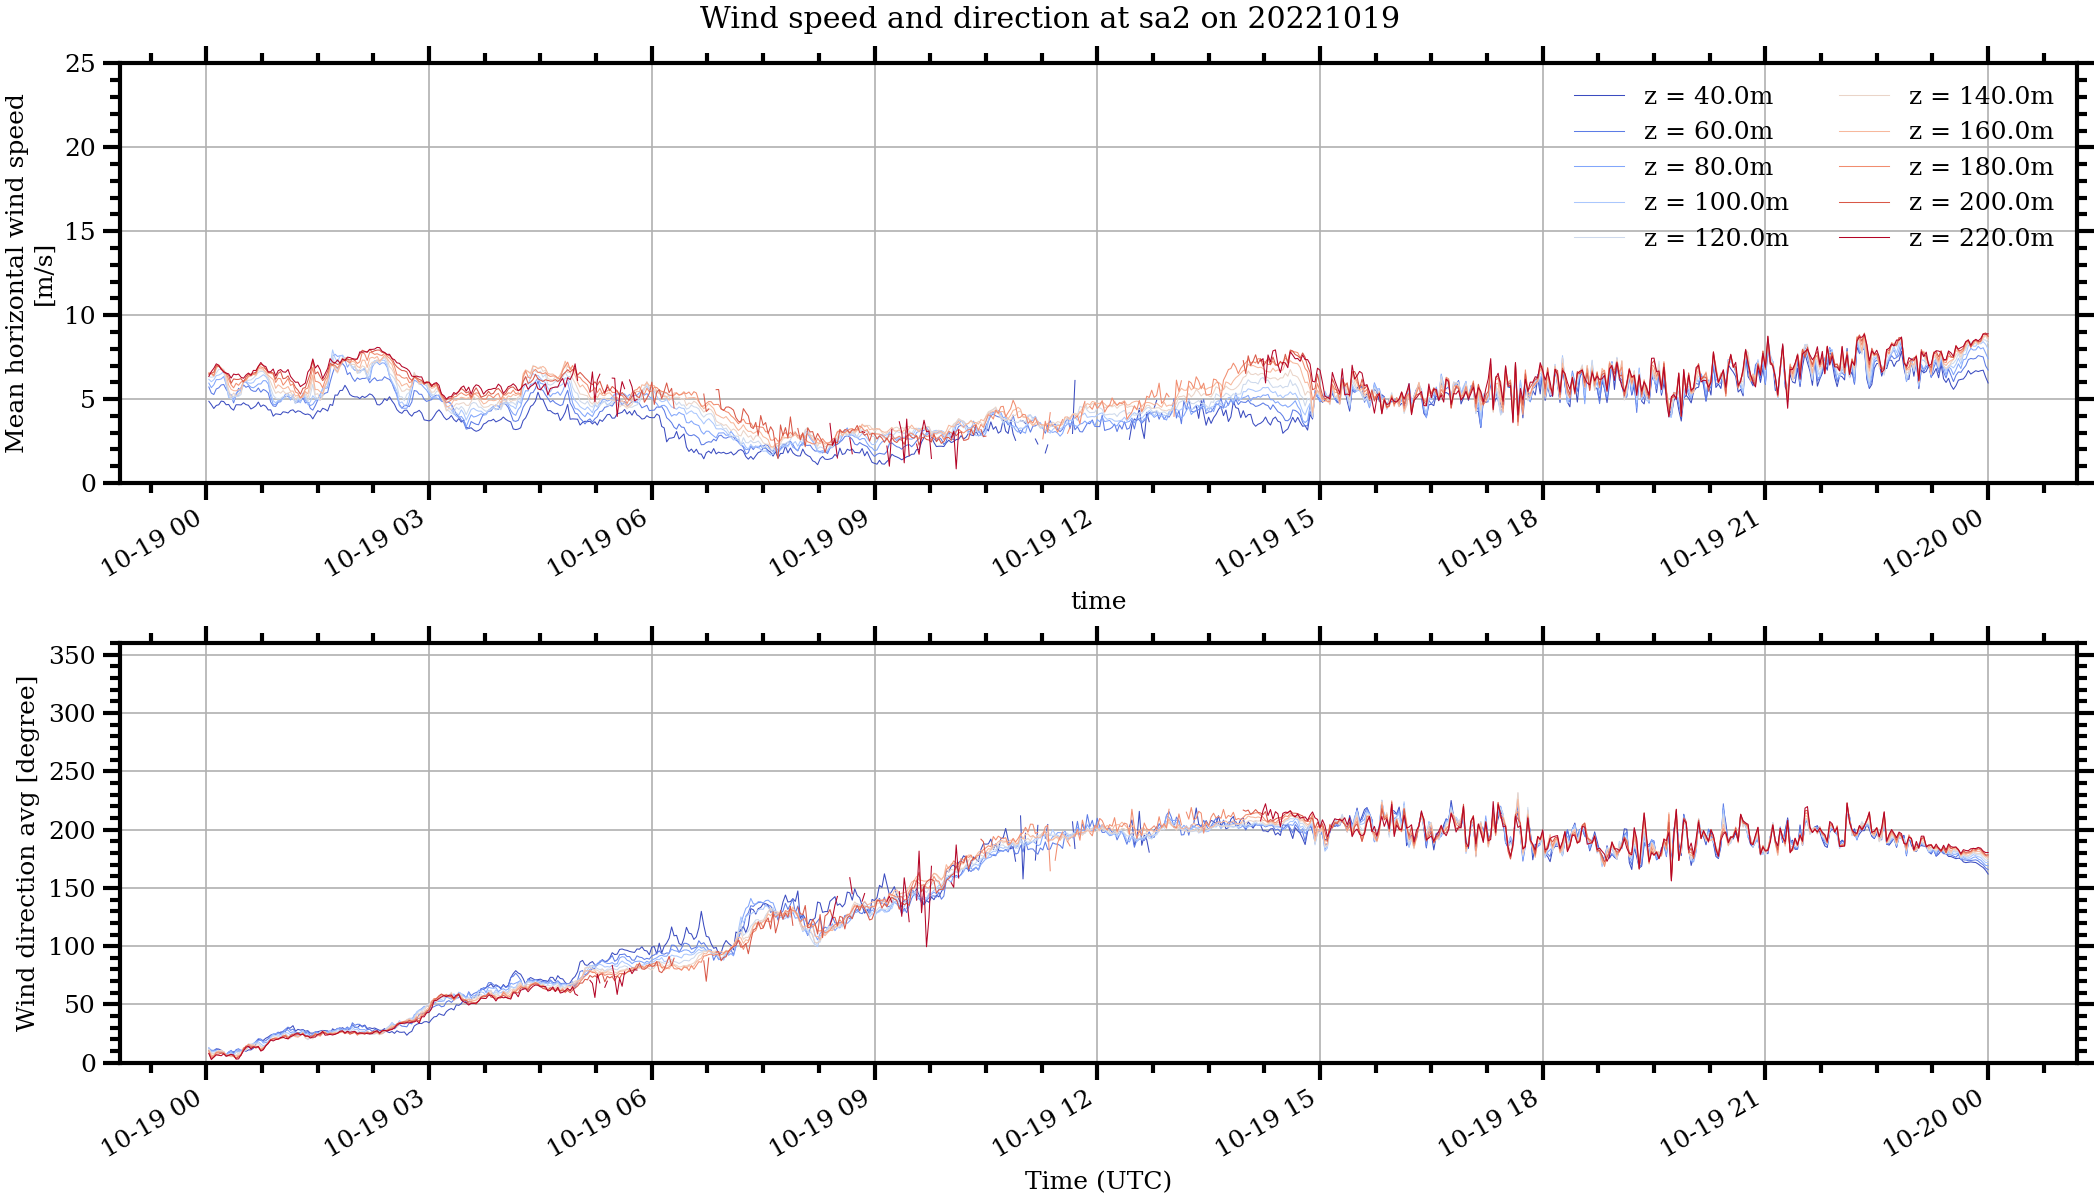 Wind speed and direction at sa2 on 20221019
Mean horizontal wind speed
[m/s]
25
20
15
10
5
0
z = 40.0m
z = 60.0m
z = 80.0m
z = 100.0m
z = 120.0m
z = 140.0m
z = 160.0m
z = 180.0m
z = 200.0m
z = 220.0m
10-19 00
10-19 03
10-19 06
10-19 09
10-19 12
10-19 15
10-19 18
10-19 21
10-20 00
time
Wind direction avg [degree]
350
300
250
200
150
100
50
0
10-19 00
10-19 03
10-19 06
10-19 09
10-19 12
10-19 15
10-19 18
10-19 21
10-20 00
Time (UTC)